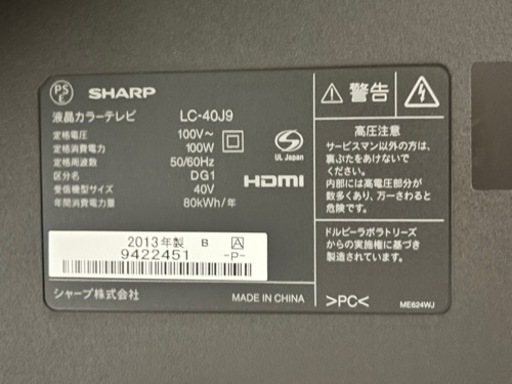 PS
E
SHARP
液晶カラーテレビ LC-40J9
定格電圧 100V~
定格消費電力 100W
定格周波数 50/60Hz
区分名 DG1
受信機型サイズ 40V
年間消費電力量 80kWh/年
UL Japan
HDMI
2013年製 B A
9422451 -P-
シャープ株式会社 MADE IN CHINA
警告
高圧注意
サービスマン以外の方は、
裏ぶたをあけないで
ください。
内部には高電圧部分が
数多くあり、万一さわると
危険です。
ドルビーラボラトリーズ
からの実施権に基づき
製造されています。
>PC< ME624WJ